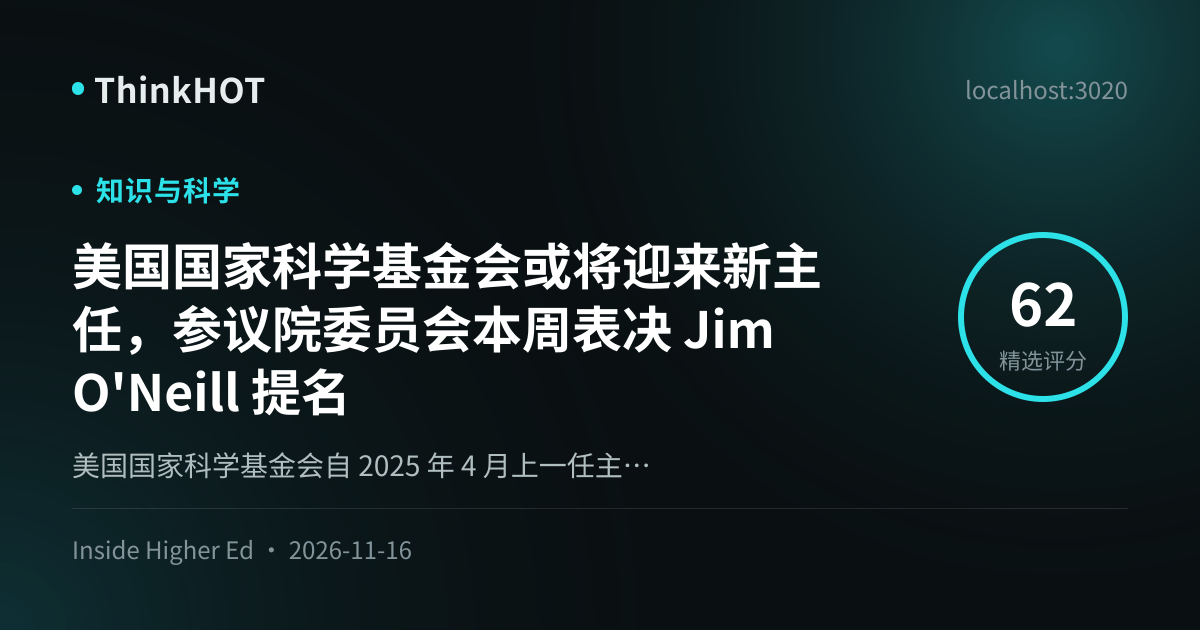 ThinkHOT
localhost:3020
知识与科学
美国国家科学基金会或将迎来新主
任，参议院委员会本周表决 Jim
O'Neill 提名
62
精选评分
美国国家科学基金会自 2025 年 4 月上一任主…
Inside Higher Ed · 2026-11-16